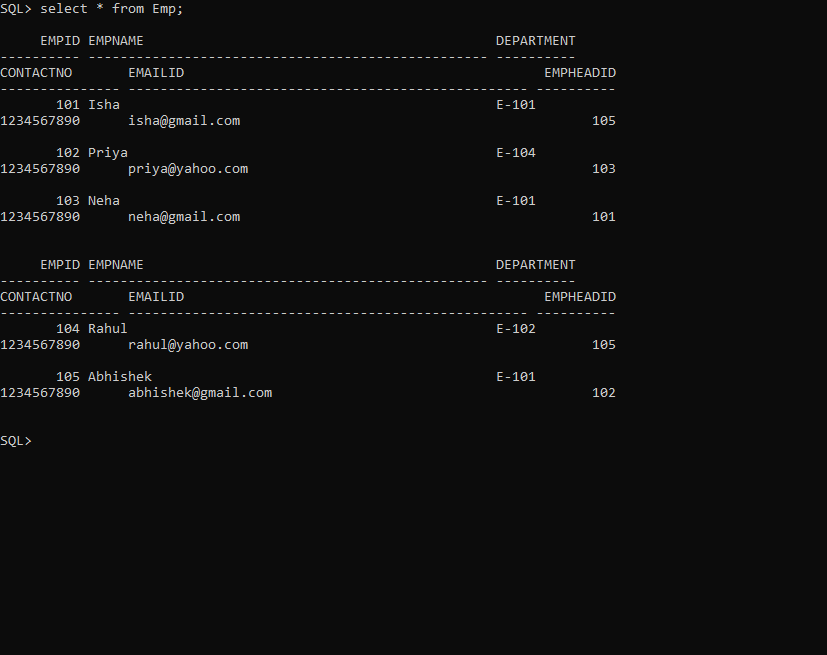 SQL> select * from Emp;
     EMPID EMPNAME                                            DEPARTMENT
---------- -------------------------------------------------- ----------
CONTACTNO       EMAILID                                             EMPHEADID
--------------- -------------------------------------------------- ----------
       101 Isha                                               E-101
1234567890      isha@gmail.com                                            105
       102 Priya                                              E-104
1234567890      priya@yahoo.com                                           103
       103 Neha                                               E-101
1234567890      neha@gmail.com                                            101
     EMPID EMPNAME                                            DEPARTMENT
---------- -------------------------------------------------- ----------
CONTACTNO       EMAILID                                             EMPHEADID
--------------- -------------------------------------------------- ----------
       104 Rahul                                              E-102
1234567890      rahul@yahoo.com                                           105
       105 Abhishek                                           E-101
1234567890      abhishek@gmail.com                                        102
SQL>